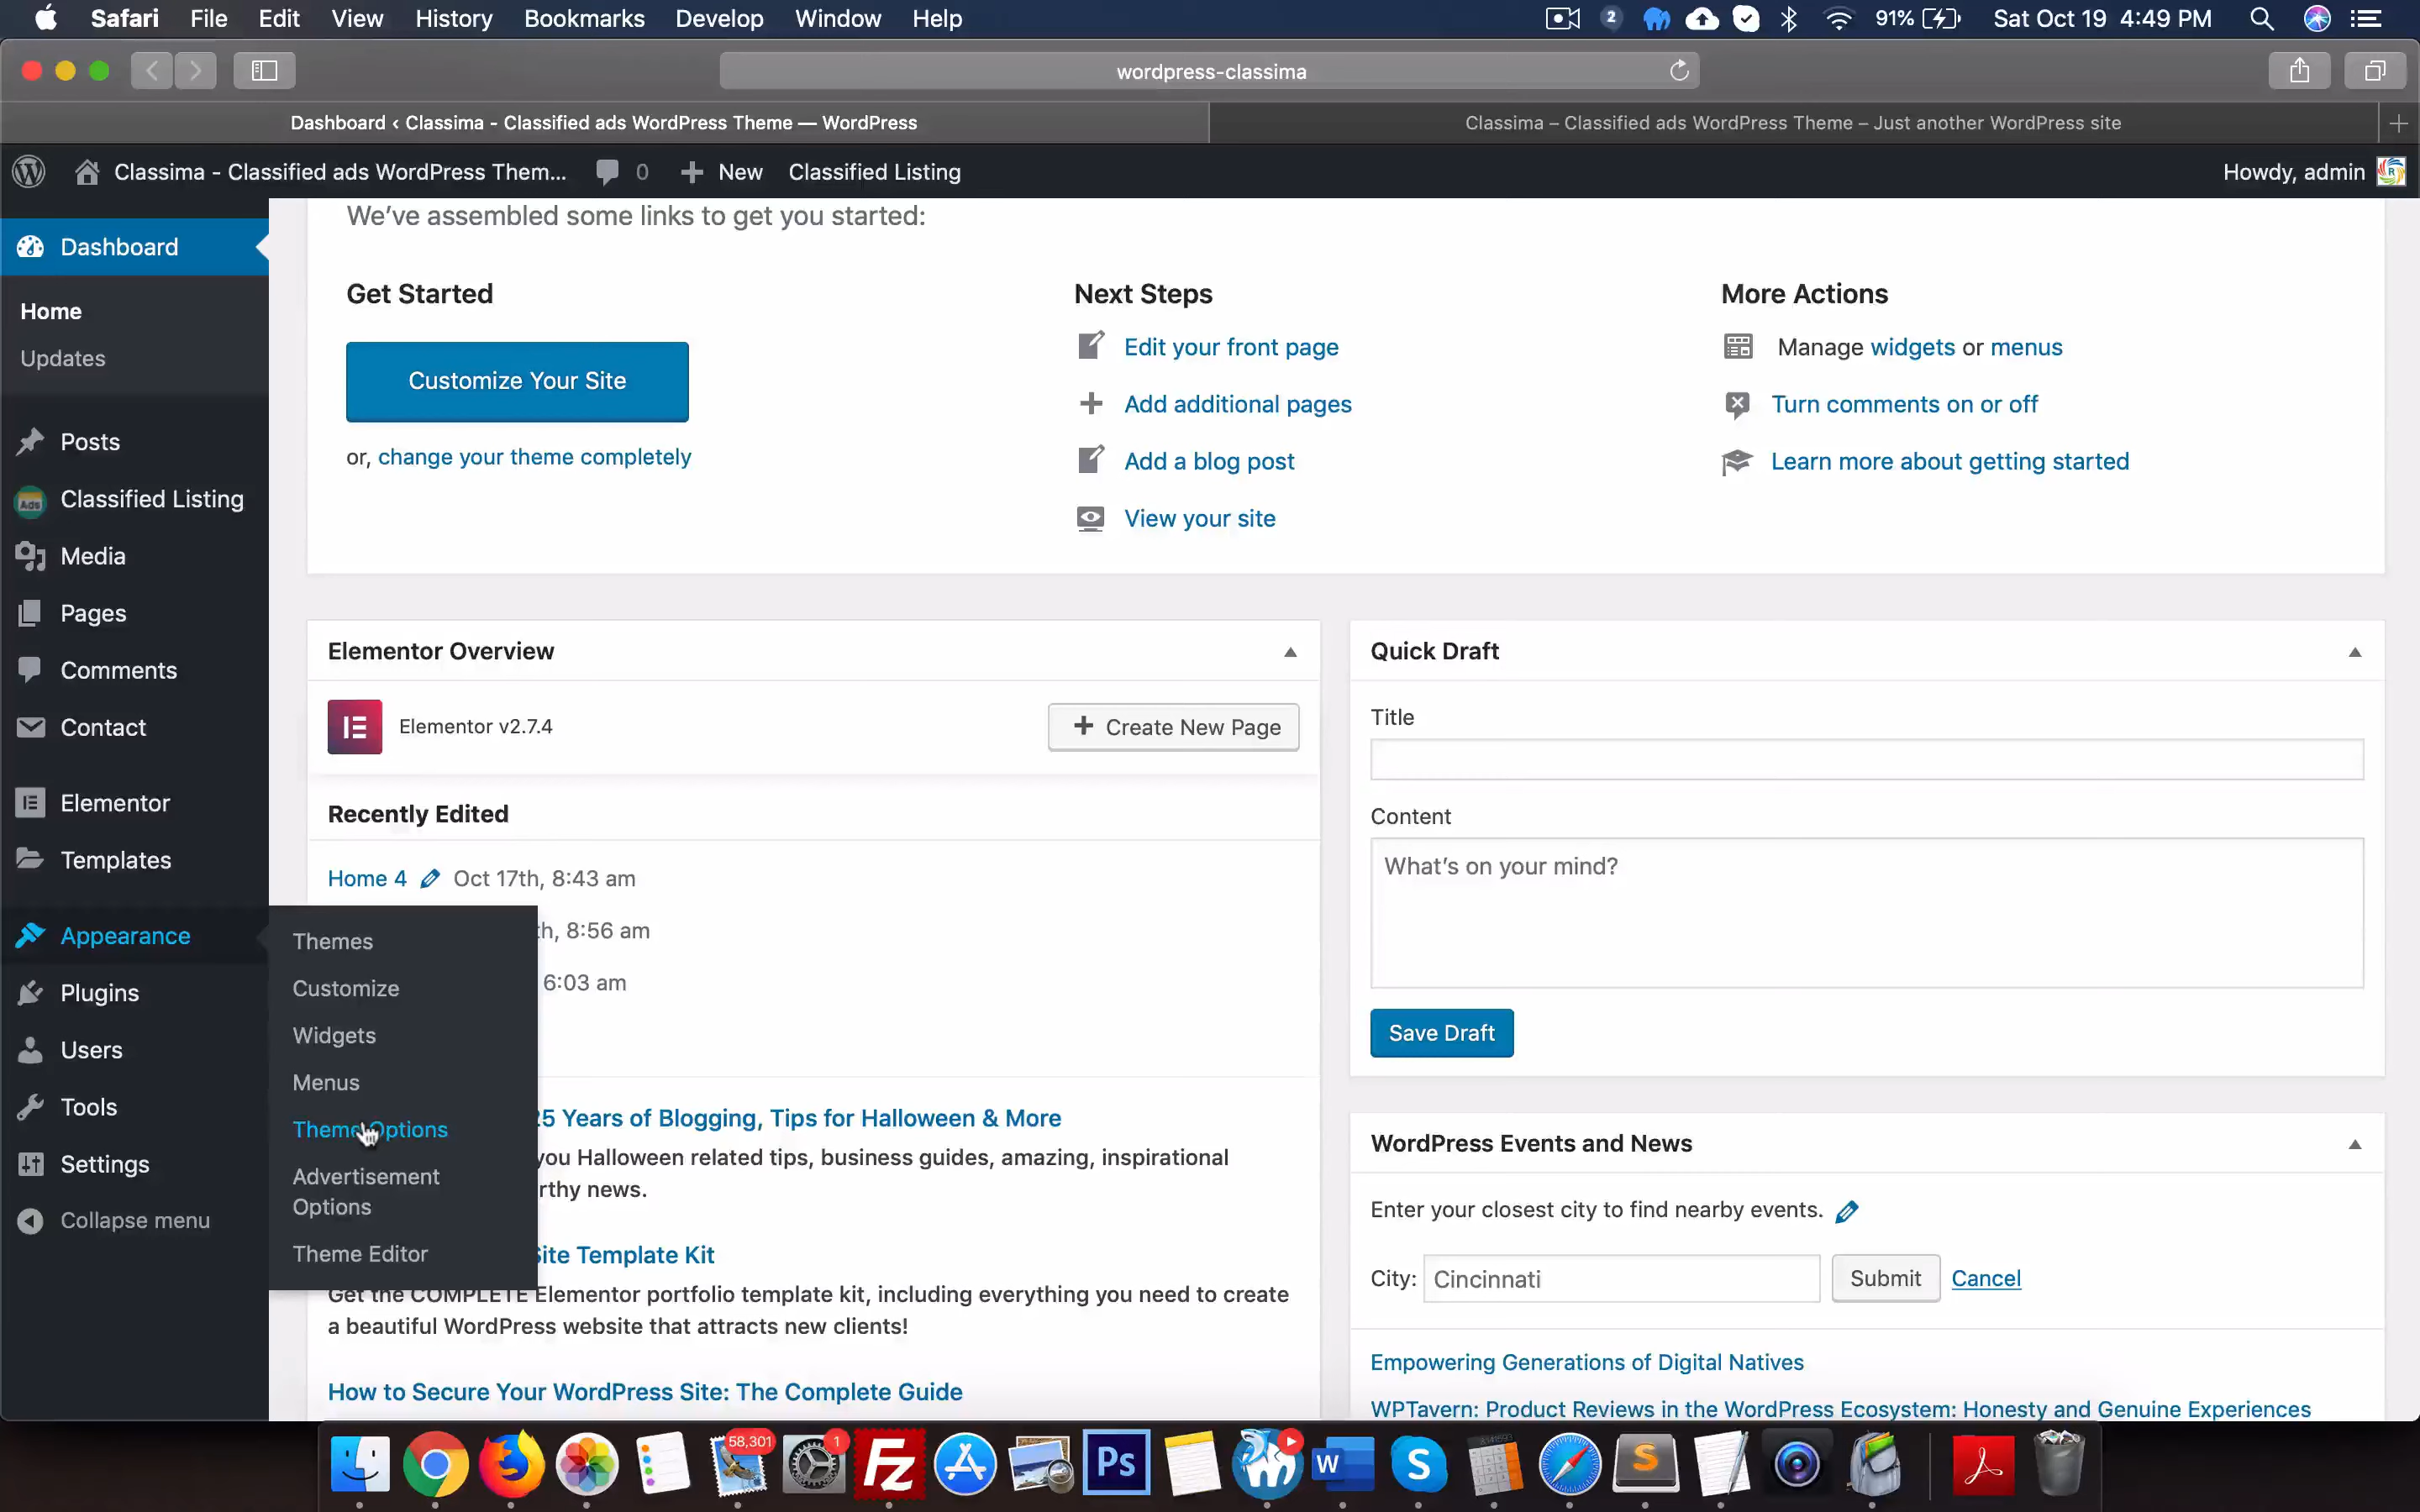 Safari File Edit View History Bookmarks Develop Window Help 2 91% Sat Oct 19 4:49 PM
wordpress-classima
Dashboard ‹ Classima - Classified ads WordPress Theme — WordPress
Classima – Classified ads WordPress Theme – Just another WordPress site
Classima - Classified ads WordPress Them... 0 New Classified Listing Howdy, admin
Dashboard
Home
Updates
Posts
Ads Classified Listing
Media
Pages
Comments
Contact
Elementor
Templates
Appearance
Plugins
Users
Tools
Settings
Collapse menu
Themes
Customize
Widgets
Menus
Theme Options
Advertisement
Options
Theme Editor
We've assembled some links to get you started:
Get Started
Customize Your Site
or, change your theme completely
Next Steps
Edit your front page
Add additional pages
Add a blog post
View your site
More Actions
Manage widgets or menus
Turn comments on or off
Learn more about getting started
Elementor Overview
Elementor v2.7.4
Create New Page
Recently Edited
Home 4 Oct 17th, 8:43 am
th, 8:56 am
6:03 am
25 Years of Blogging, Tips for Halloween & More
you Halloween related tips, business guides, amazing, inspirational
rthy news.
Site Template Kit
Get the COMPLETE Elementor portfolio template kit, including everything you need to create
a beautiful WordPress website that attracts new clients!
How to Secure Your WordPress Site: The Complete Guide
Quick Draft
Title
Content
What's on your mind?
Save Draft
WordPress Events and News
Enter your closest city to find nearby events.
City: Cincinnati Submit Cancel
Empowering Generations of Digital Natives
WPTavern: Product Reviews in the WordPress Ecosystem: Honesty and Genuine Experiences
58,301 1 Fz Ps W S S